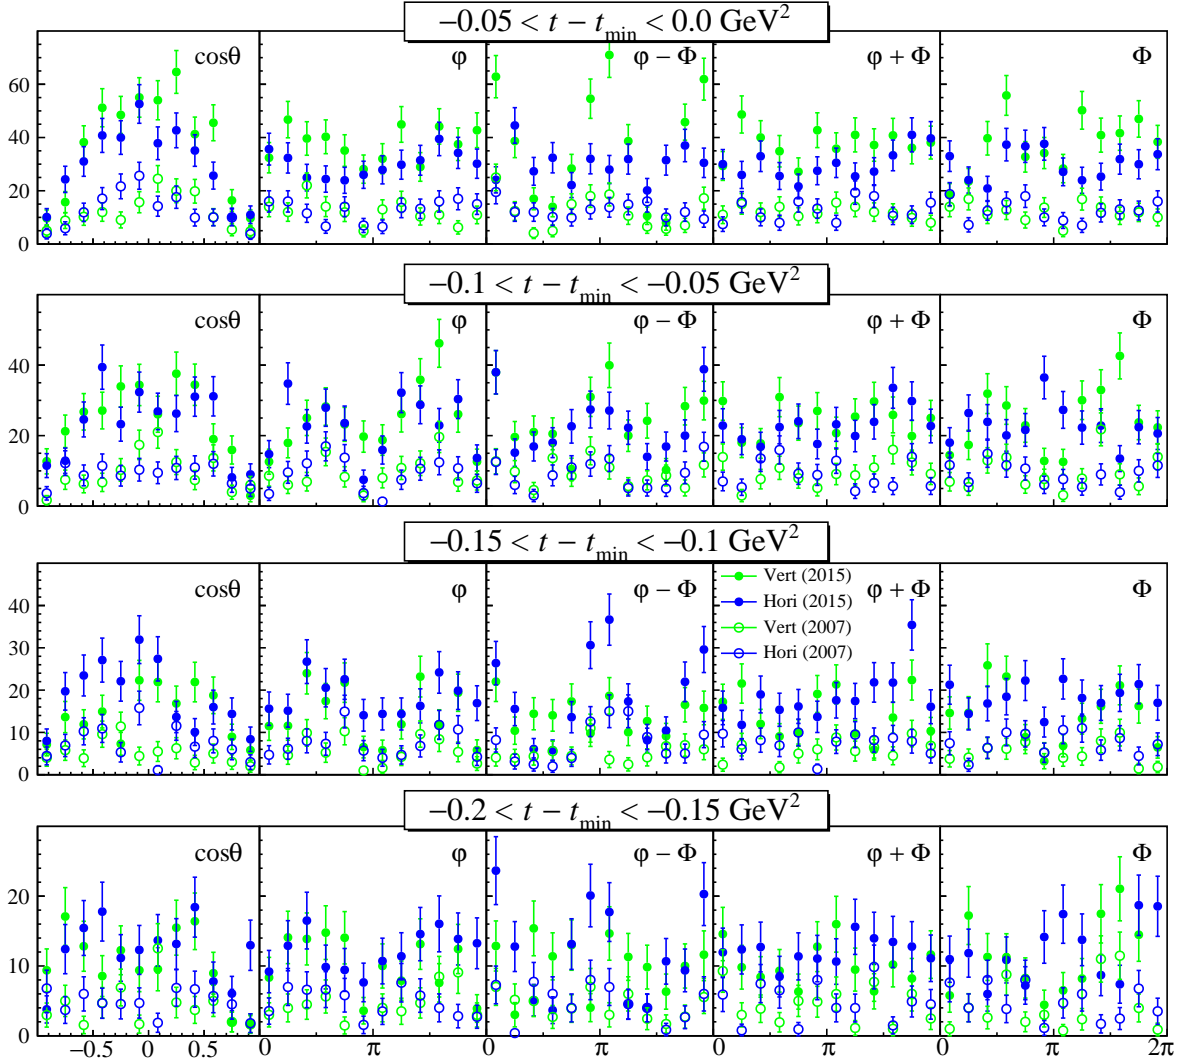 −0.05 < t − t_min < 0.0 GeV²
cosθ φ φ − Φ φ + Φ Φ
60
40
20
0
−0.1 < t − t_min < −0.05 GeV²
cosθ φ φ − Φ φ + Φ Φ
40
20
0
−0.15 < t − t_min < −0.1 GeV²
cosθ φ φ − Φ φ + Φ Φ
Vert (2015)
Hori (2015)
Vert (2007)
Hori (2007)
40
30
20
10
0
−0.2 < t − t_min < −0.15 GeV²
cosθ φ φ − Φ φ + Φ Φ
20
10
0
−0.5 0 0.5 0 π 0 π 0 π 0 π 2π